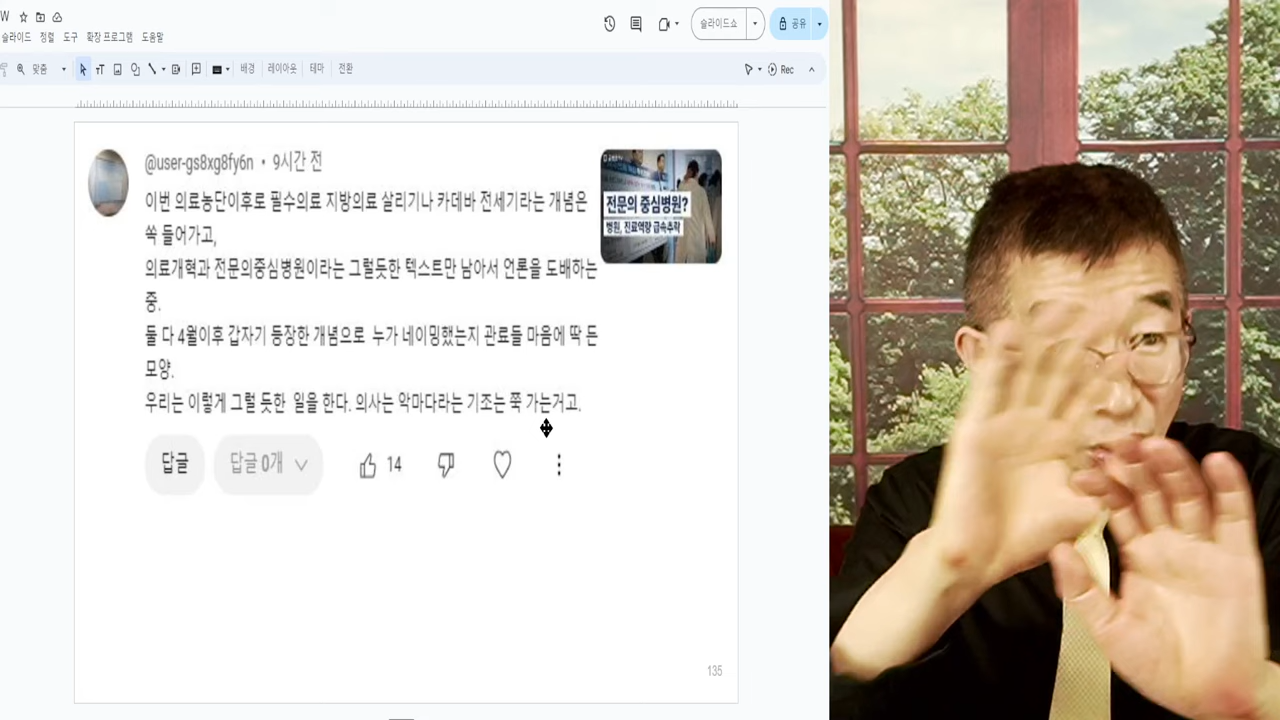 W
슬라이드 정렬 도구 확장 프로그램 도움말
슬라이드쇼
공유
맞춤
배경 레이아웃 테마 전환
Rec
@user-gs8xg8fy6n • 9시간 전
이번 의료농단이후로 필수의료 지방의료 살리기나 카데바 전세기라는 개념은
쏙 들어가고,
의료개혁과 전문의중심병원이라는 그럴듯한 텍스트만 남아서 언론을 도배하는
중.
둘 다 4월이후 갑자기 등장한 개념으로 누가 네이밍했는지 관료들 마음에 딱 든
모양.
우리는 이렇게 그럴 듯한 일을 한다. 의사는 악마다라는 기조는 쭉 가는거고.
전문의 중심병원?
병원, 진료역량 급속추락
답글
답글 0개
14
135